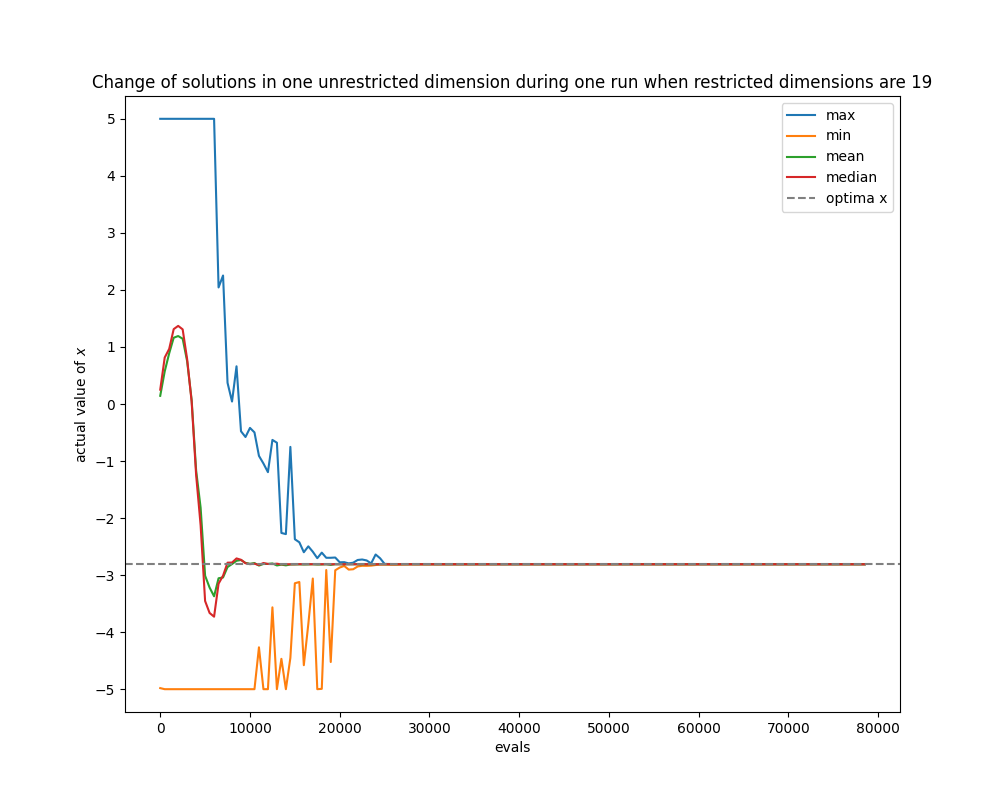 Change of solutions in one unrestricted dimension during one run when restricted dimensions are 19
max
min
mean
median
optima x
actual value of x
5
4
3
2
1
0
−1
−2
−3
−4
−5
0 10000 20000 30000 40000 50000 60000 70000 80000
evals